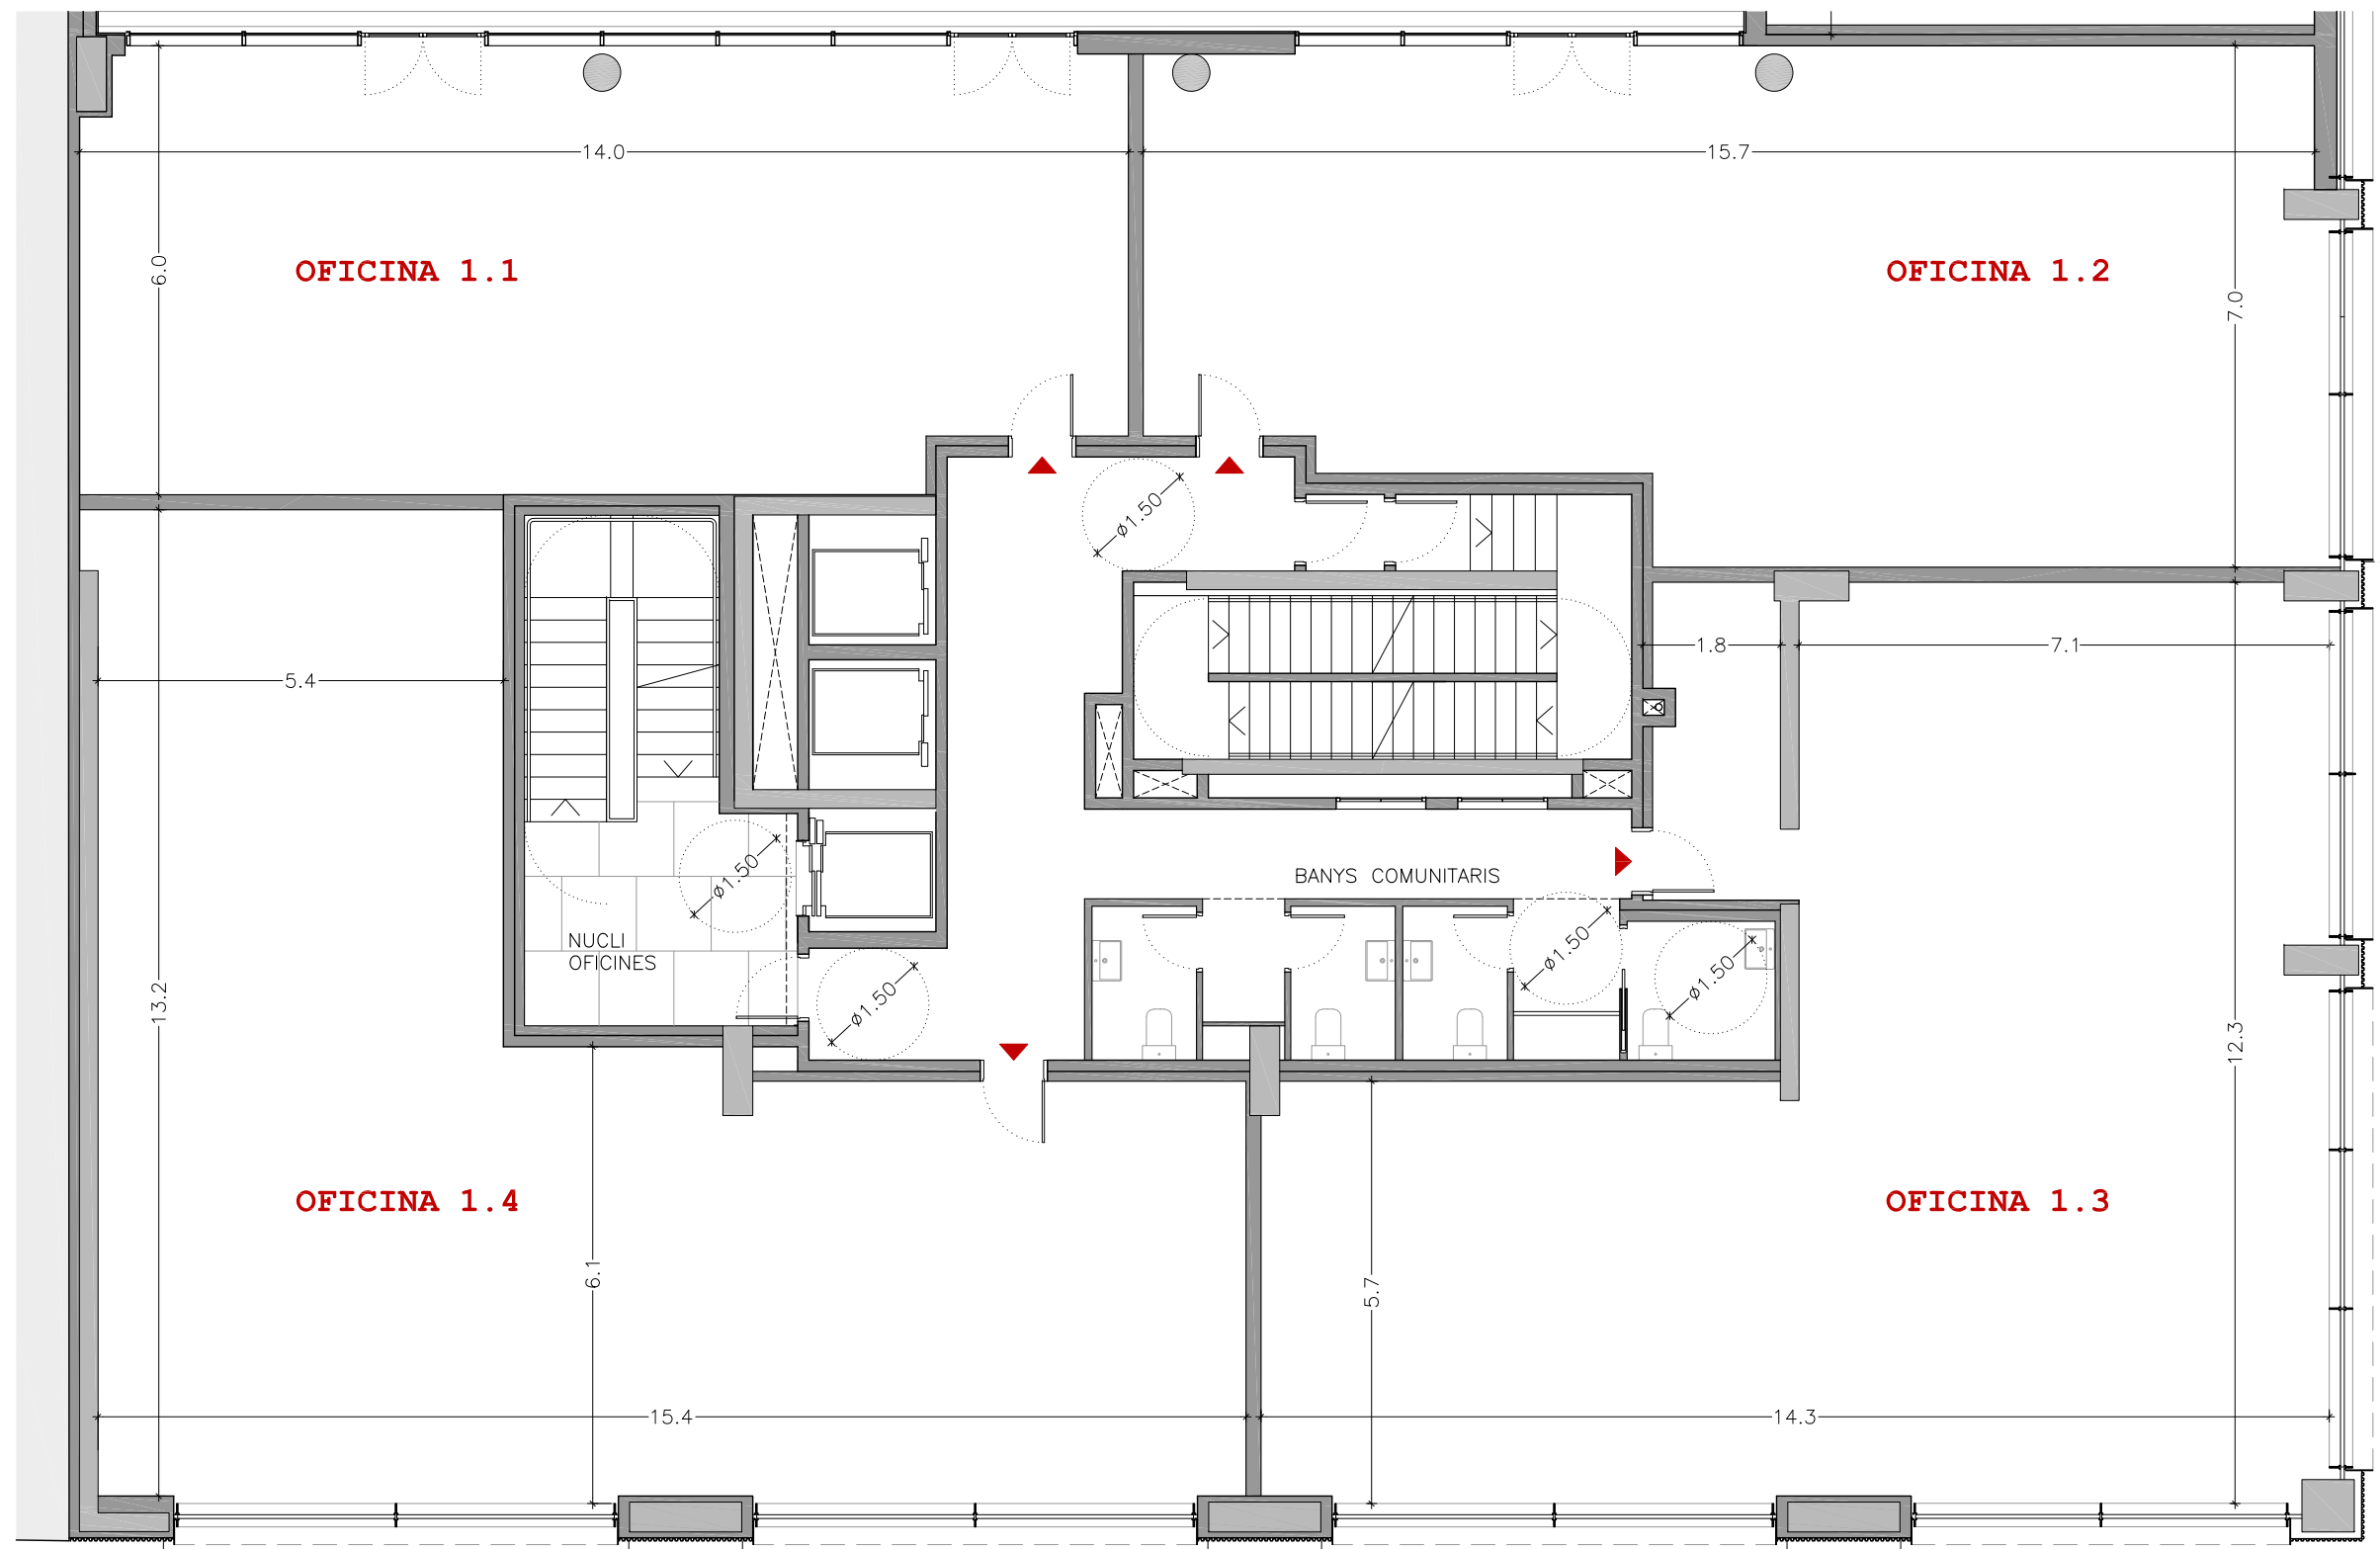 14.0
15.7
6.0
OFICINA 1.1
OFICINA 1.2
7.0
ø1.50
1.8
7.1
5.4
ø1.50
BANYS COMUNITARIS
NUCLI
OFICINES
ø1.50
ø1.50
ø1.50
13.2
12.3
OFICINA 1.4
OFICINA 1.3
6.1
5.7
15.4
14.3